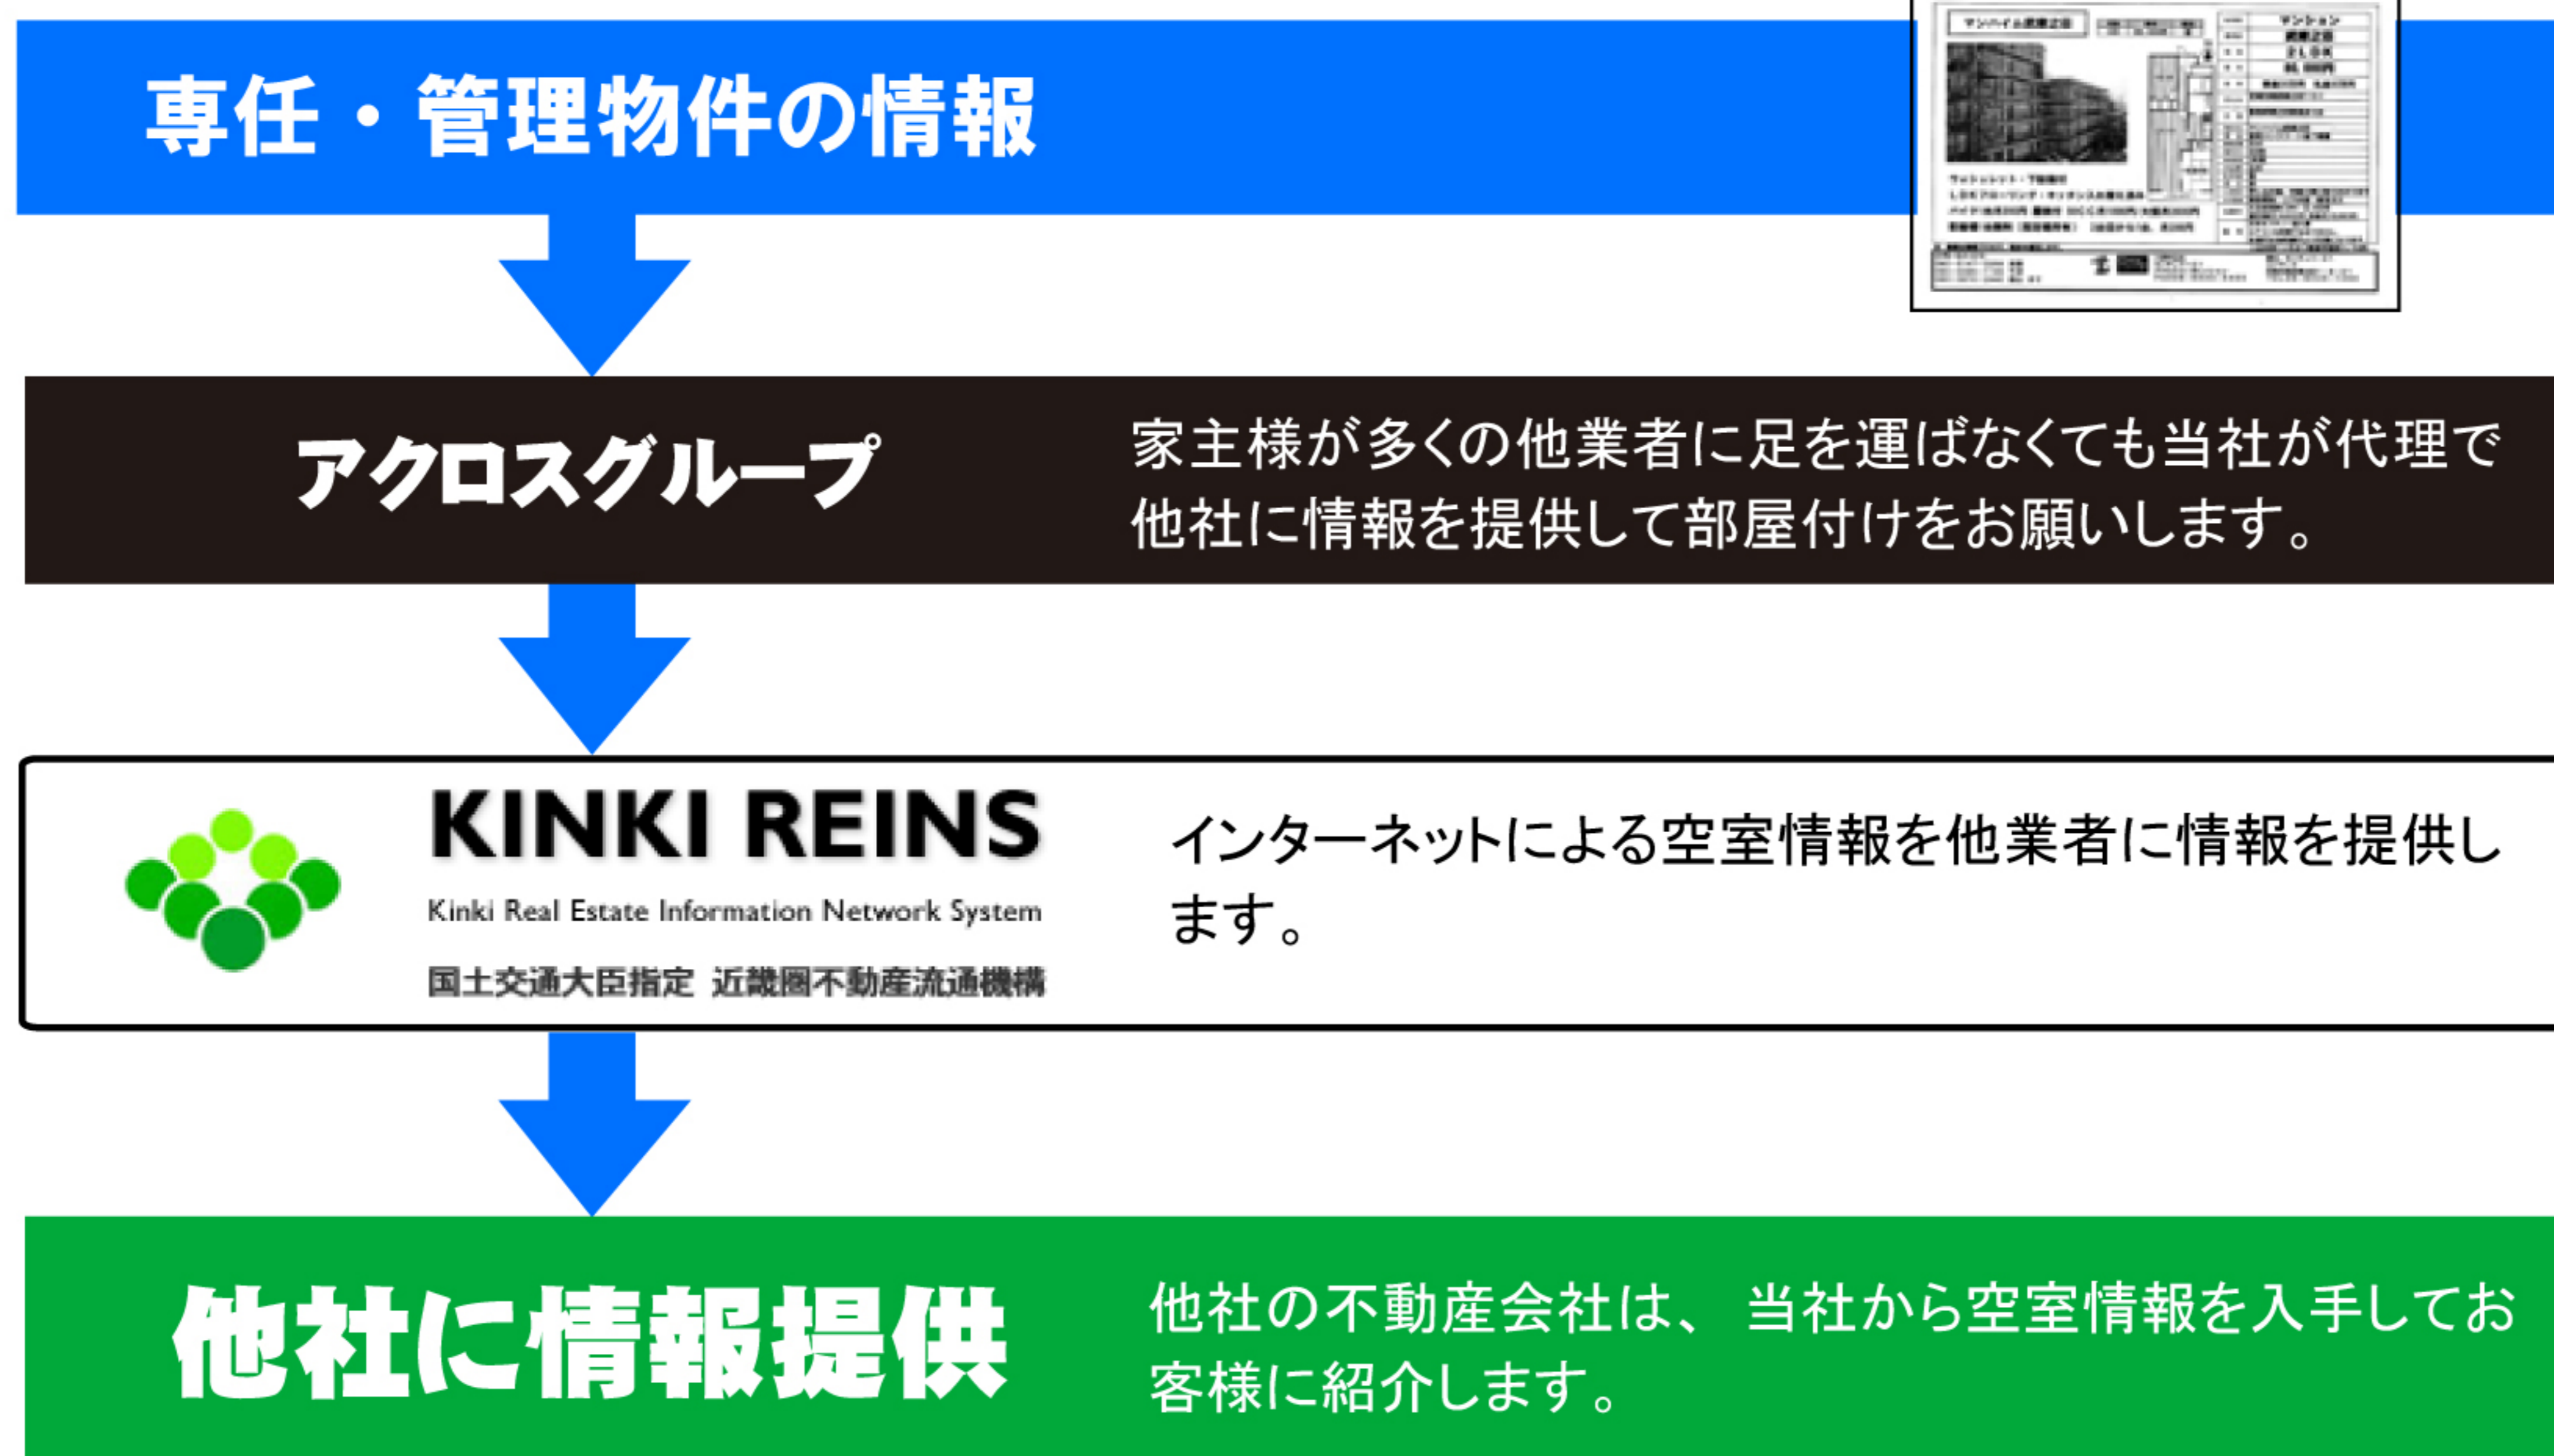 専任・管理物件の情報
マンション
2LDK
アクロスグループ
家主様が多くの他業者に足を運ばなくても当社が代理で
他社に情報を提供して部屋付けをお願いします。
KINKI REINS
Kinki Real Estate Information Network System
国土交通大臣指定 近畿圏不動産流通機構
インターネットによる空室情報を他業者に情報を提供し
ます。
他社に情報提供
他社の不動産会社は、当社から空室情報を入手してお
客様に紹介します。